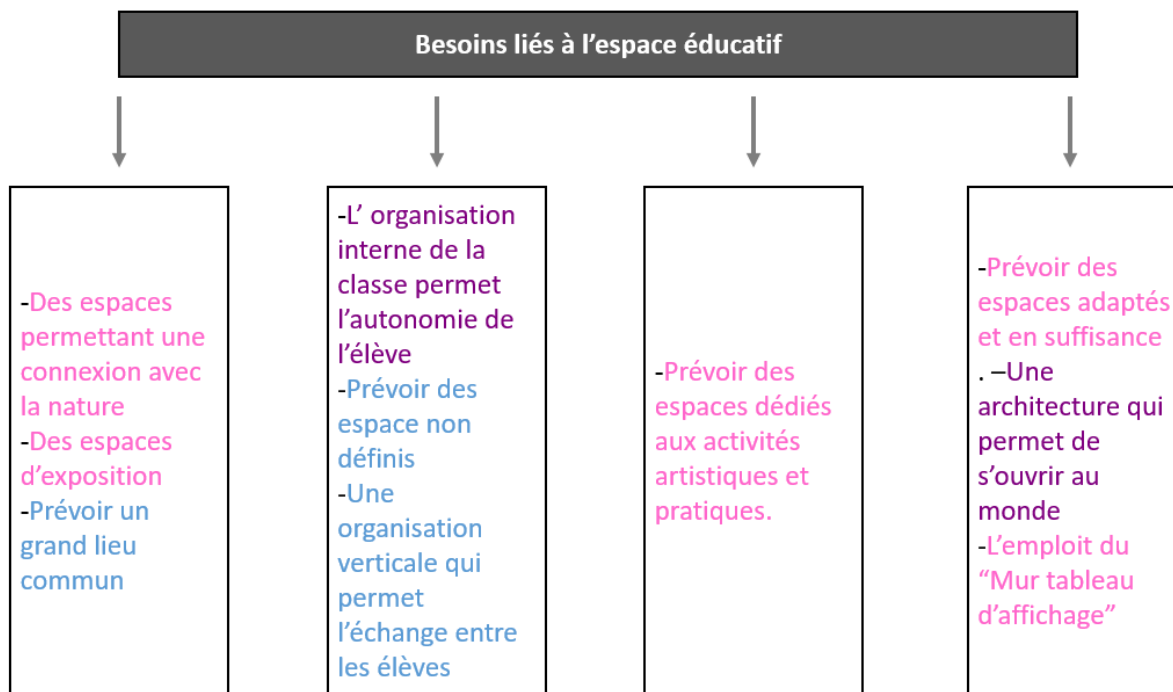 Besoins liés à l’espace éducatif
-Des espaces
permettant une
connexion avec
la nature
-Des espaces
d’exposition
-Prévoir un
grand lieu
commun
-L’ organisation
interne de la
classe permet
l’autonomie de
l’élève
-Prévoir des
espace non
définis
-Une
organisation
verticale qui
permet
l’échange entre
les élèves
-Prévoir des
espaces dédiés
aux activités
artistiques et
pratiques.
-Prévoir des
espaces adaptés
et en suffisance
. –Une
architecture qui
permet de
s’ouvrir au
monde
-L’emploit du
“Mur tableau
d’affichage”